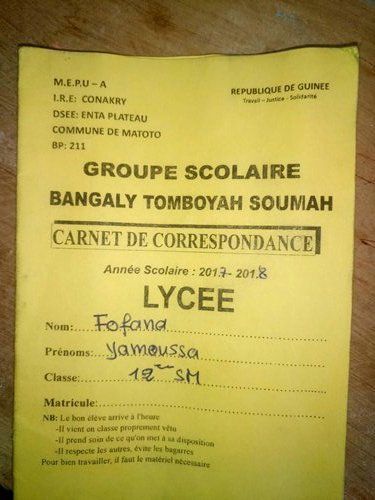 M.E.P.U – A
I.R.E: CONAKRY
DSEE: ENTA PLATEAU
COMMUNE DE MATOTO
BP: 211
REPUBLIQUE DE GUINEE
Travail – Justice - Solidarité
GROUPE SCOLAIRE
BANGALY TOMBOYAH SOUMAH
CARNET DE CORRESPONDANCE
Année Scolaire : 2017- 2018
LYCEE
Nom: Fofana
Prénoms: Yamoussa
Classe: 12ème SM
Matricule:
NB: Le bon élève arrive à l'heure
-Il vient en classe proprement vêtu
-Il prend soin de ce qu'on met à sa disposition
-Il respecte les autres, évite les bagarres
Pour bien travailler, il faut le matériel nécessaire